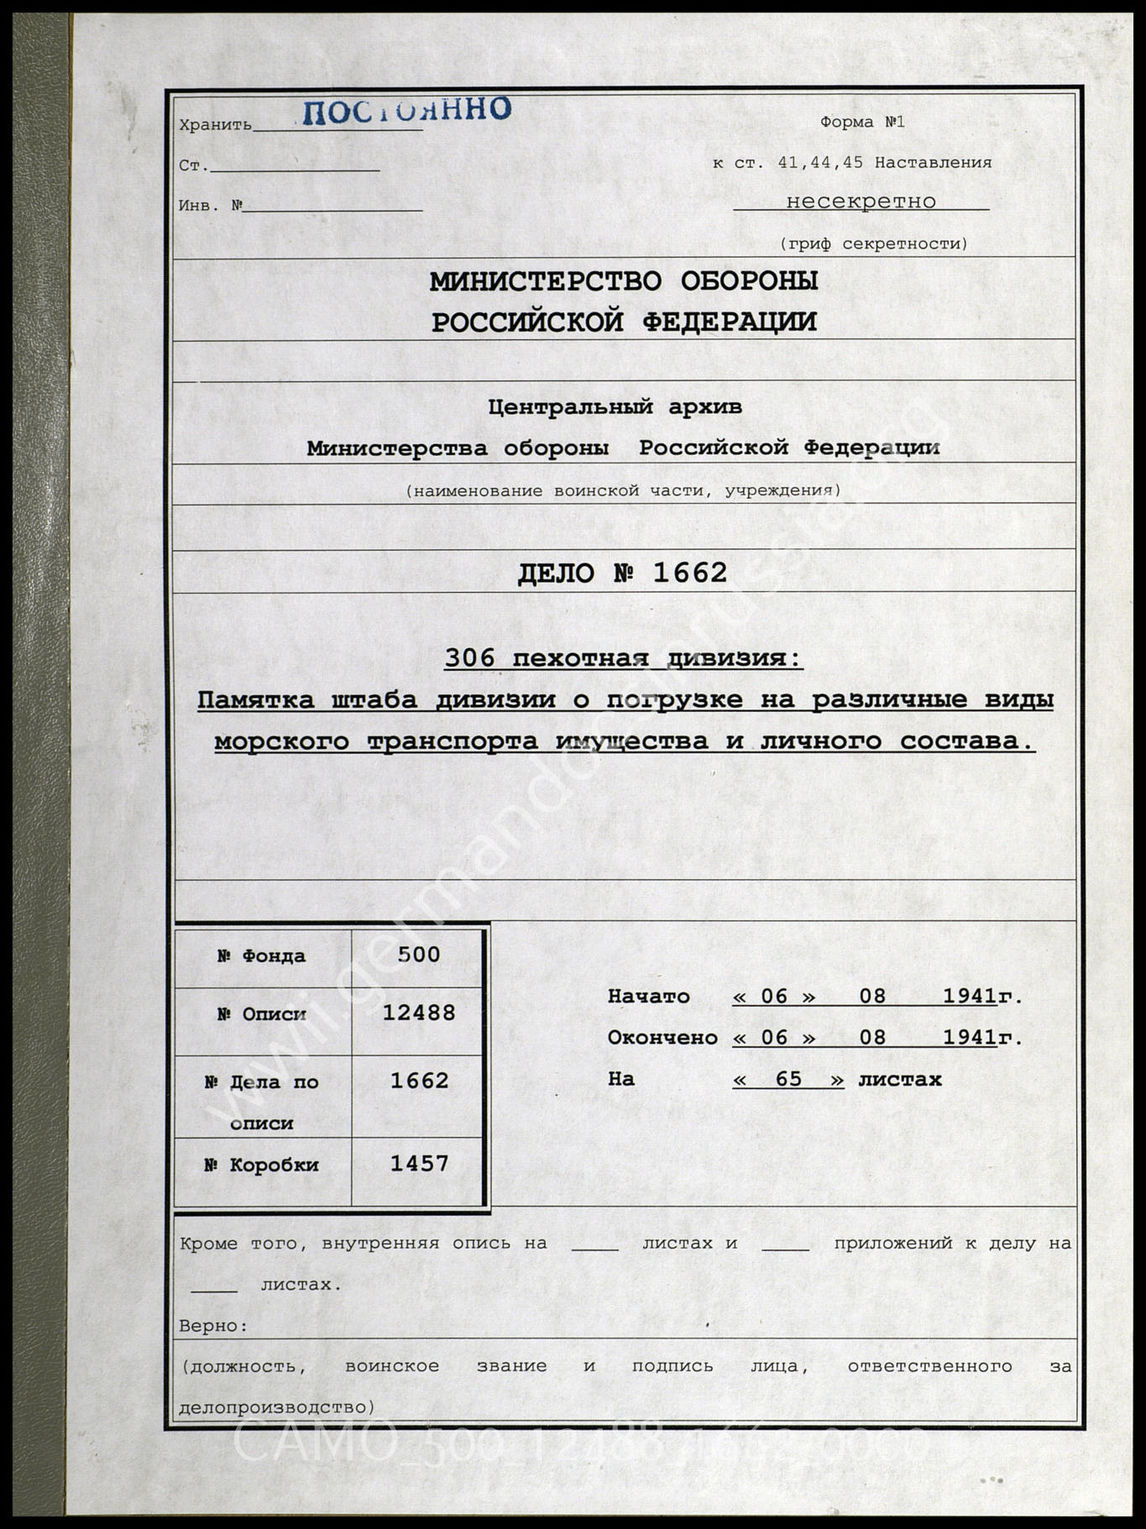 Хранить ПОСТОЯННО
Форма №1
Ст.
к ст. 41,44,45 Наставления
Инв. №
несекретно
(гриф секретности)
МИНИСТЕРСТВО ОБОРОНЫ
РОССИЙСКОЙ ФЕДЕРАЦИИ
Центральный архив
Министерства обороны Российской Федерации
(наименование воинской части, учреждения)
ДЕЛО № 1662
306 пехотная дивизия:
Памятка штаба дивизии о погрузке на различные виды
морского транспорта имущества и личного состава.
№ Фонда 500
№ Описи 12488
№ Дела по 1662
описи
№ Коробки 1457
Начато « 06 » 08 1941г.
Окончено « 06 » 08 1941г.
На « 65 » листах
Кроме того, внутренняя опись на ____ листах и ____ приложений к делу на
____ листах.
Верно:
(должность, воинское звание и подпись лица, ответственного за
делопроизводство)
CAMO_500_12488_1662_0000